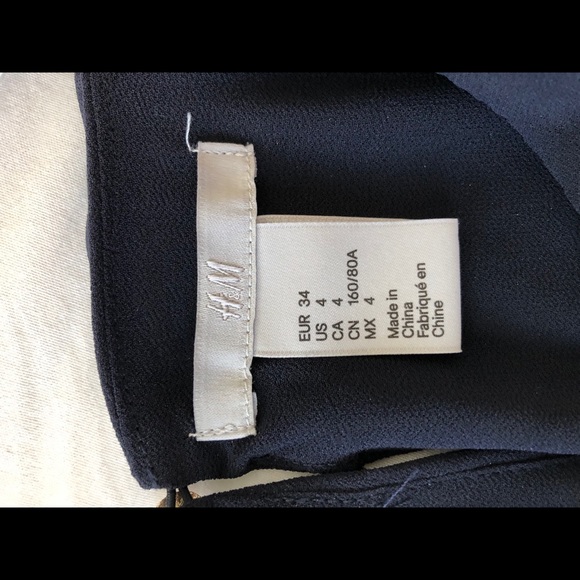 H&M
EUR 34
US 4
CA 4
CN 160/80A
MX 4
Made in
China
Fabriqué en
Chine